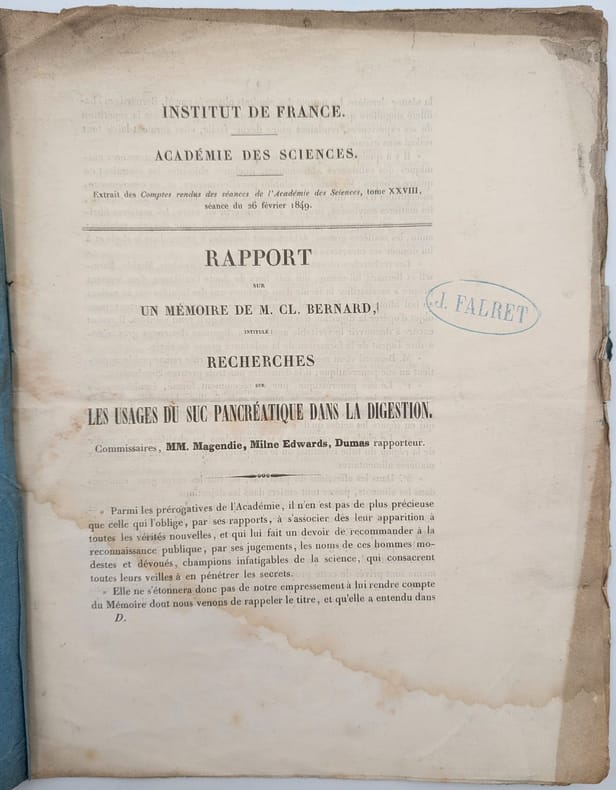 INSTITUT DE FRANCE.
ACADÉMIE DES SCIENCES.
Extrait des Comptes rendus des séances de l'Académie des Sciences, tome XXVIII,
séance du 26 février 1849.
RAPPORT
SUR
UN MÉMOIRE DE M. CL. BERNARD,
INTITULÉ :
RECHERCHES
SUR
LES USAGES DU SUC PANCRÉATIQUE DANS LA DIGESTION.
Commissaires, MM. Magendie, Milne Edwards, Dumas rapporteur.
J. FALRET
» Parmi les prérogatives de l'Académie, il n'en est pas de plus précieuse
que celle qui l'oblige, par ses rapports, à s'associer dès leur apparition à
toutes les vérités nouvelles, et qui lui fait un devoir de recommander à la
reconnaissance publique, par ses jugements, les noms de ces hommes mo-
destes et dévoués, champions infatigables de la science, qui consacrent
toutes leurs veilles à en pénétrer les secrets.
» Elle ne s'étonnera donc pas de notre empressement à lui rendre compte
du Mémoire dont nous venons de rappeler le titre, et qu'elle a entendu dans
D.